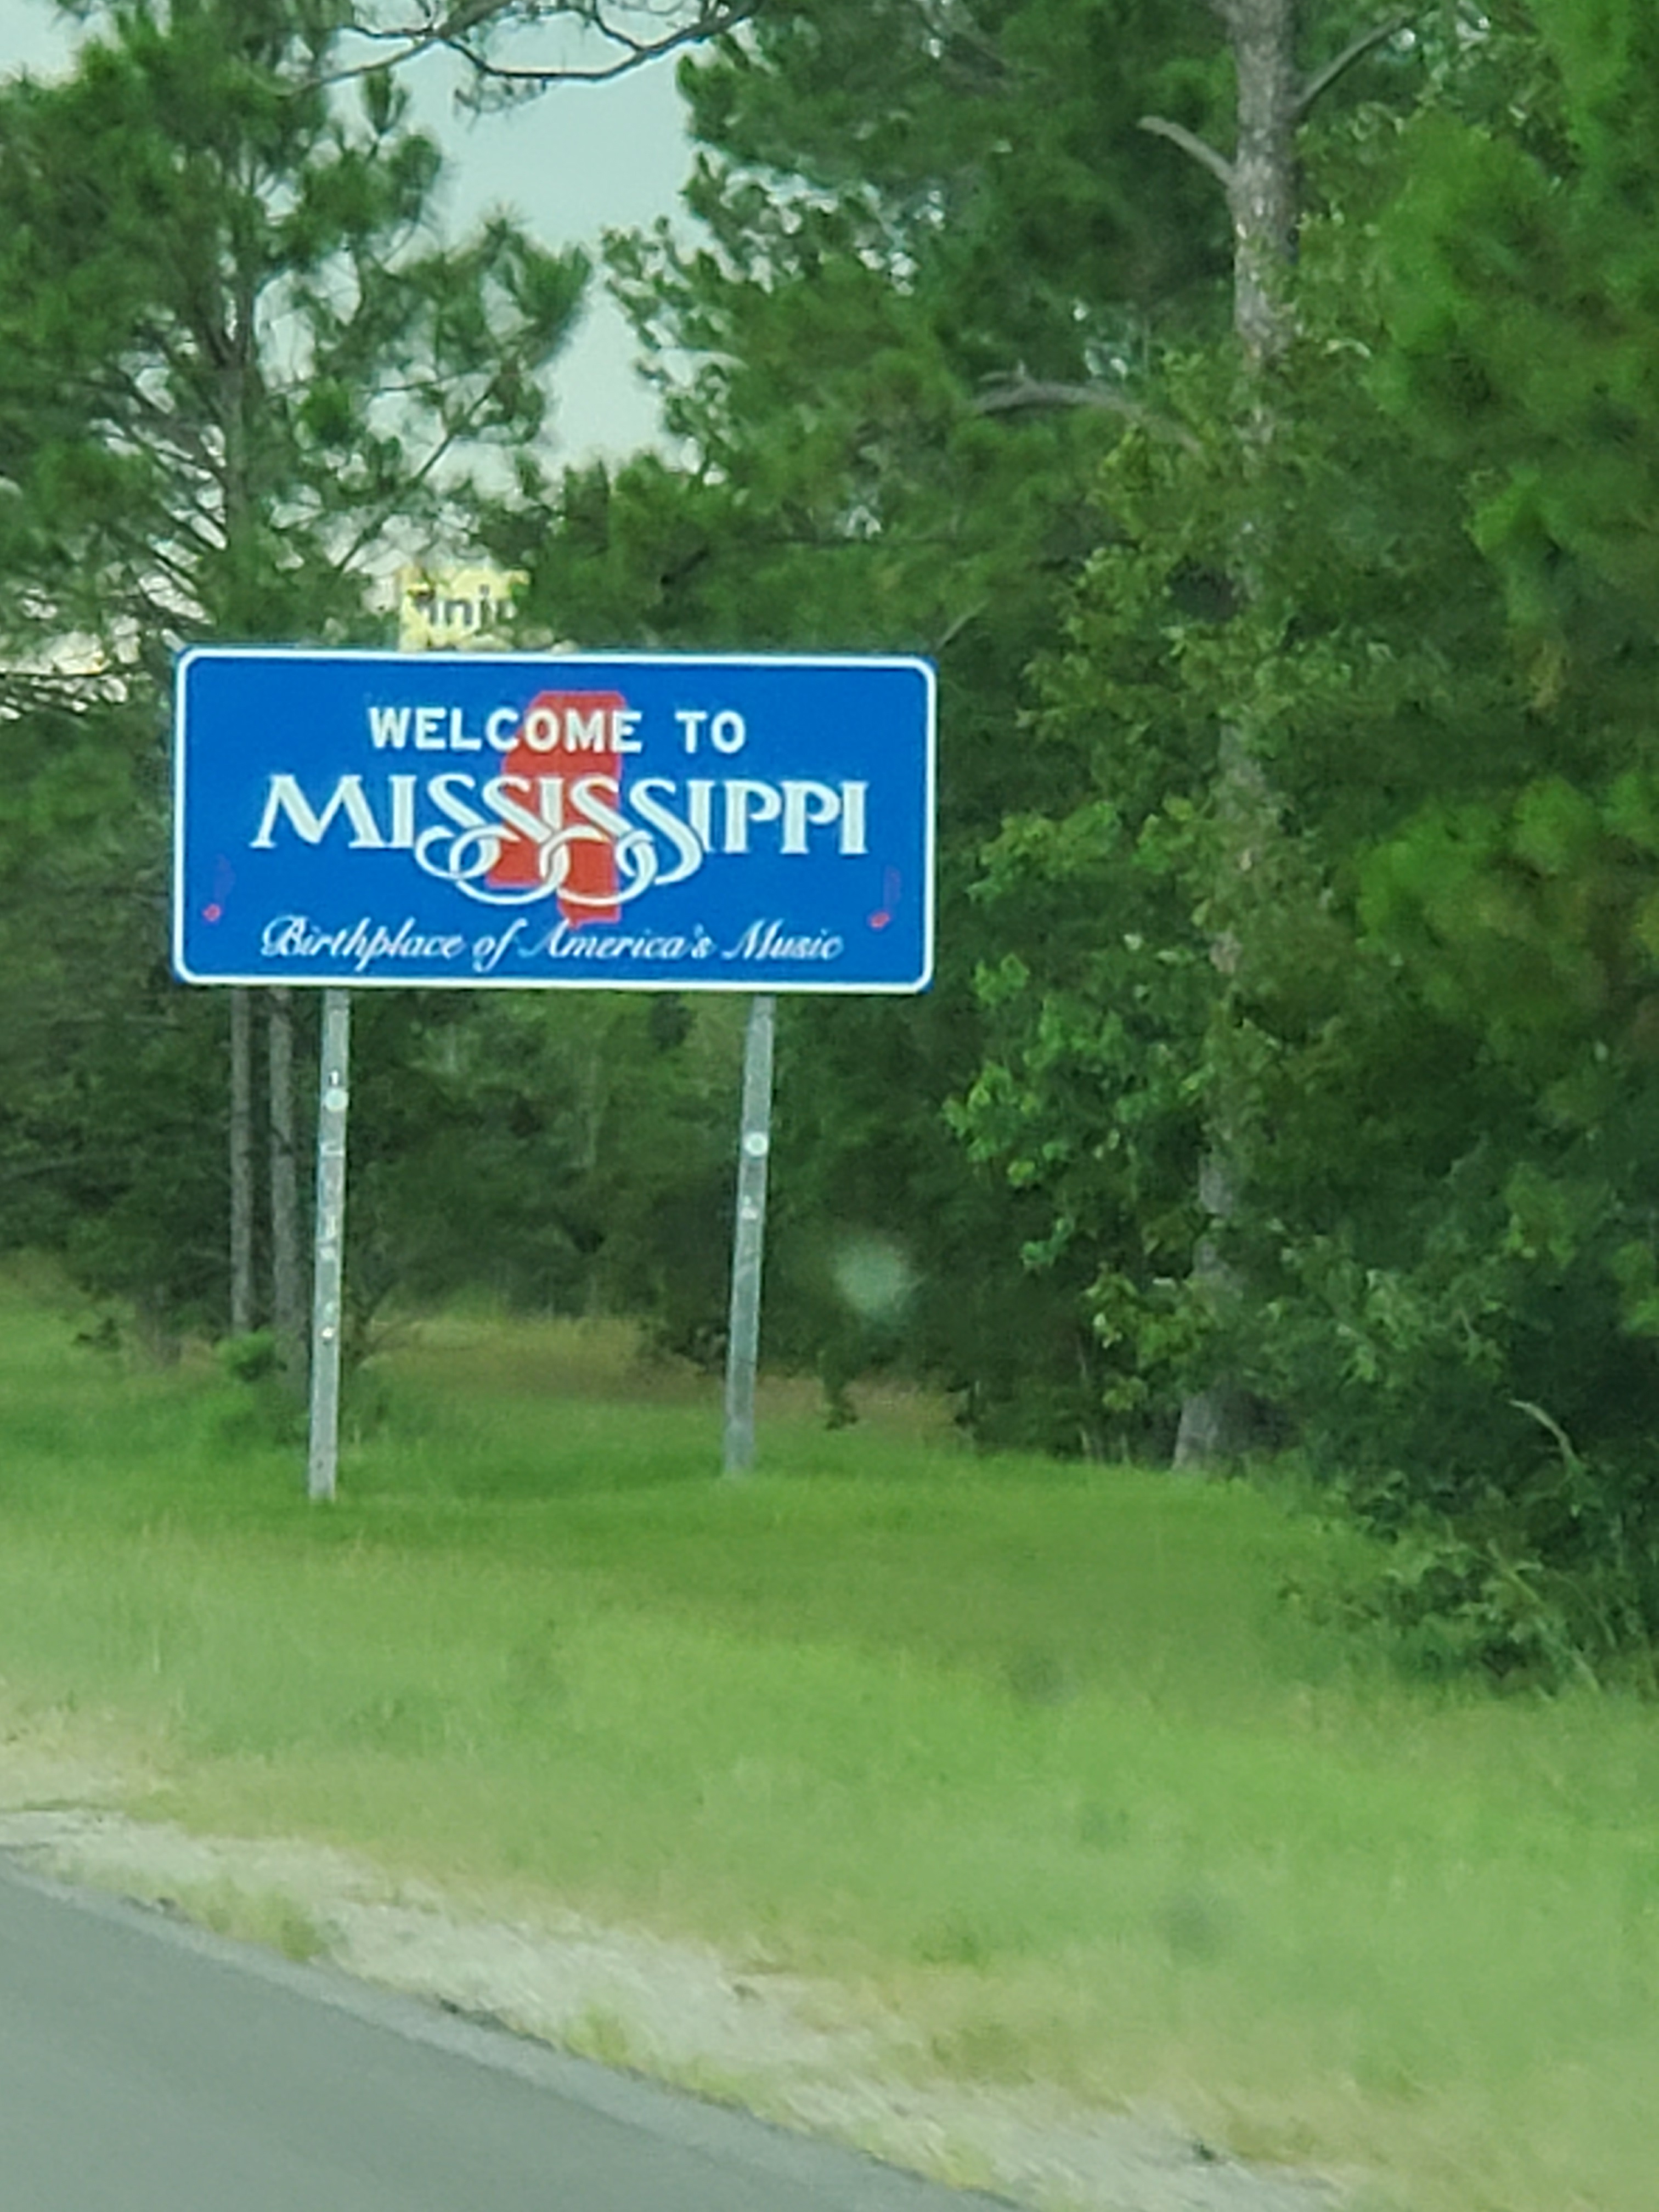 WELCOME TO
MISSISSIPPI
Birthplace of America's Music